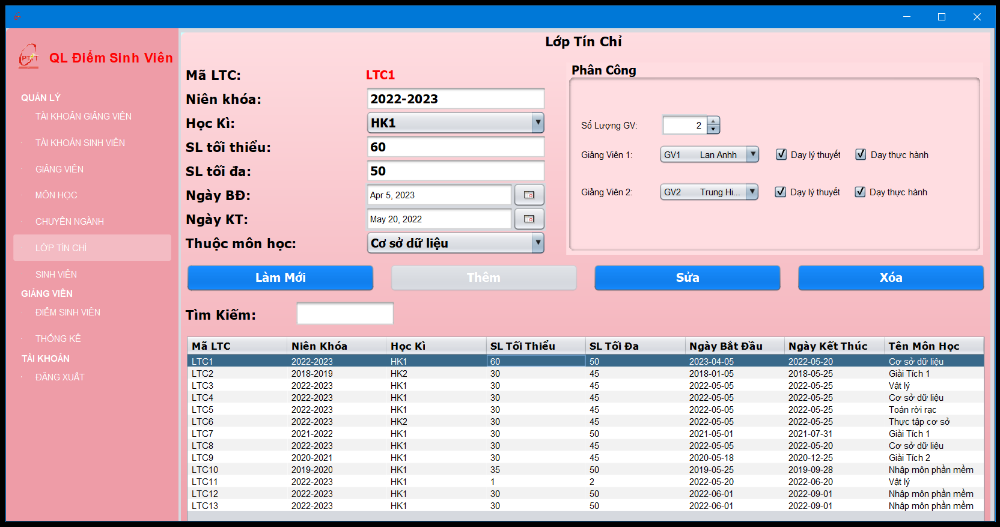 PTIT
QL Điểm Sinh Viên
QUẢN LÝ
TÀI KHOẢN GIẢNG VIÊN
TÀI KHOẢN SINH VIÊN
GIẢNG VIÊN
MÔN HỌC
CHUYÊN NGÀNH
LỚP TÍN CHỈ
SINH VIÊN
GIẢNG VIÊN
ĐIỂM SINH VIÊN
THỐNG KÊ
TÀI KHOẢN
ĐĂNG XUẤT
Lớp Tín Chỉ
Mã LTC: LTC1
Niên khóa: 2022-2023
Học Kì: HK1
SL tối thiểu: 60
SL tối đa: 50
Ngày BĐ: Apr 5, 2023
Ngày KT: May 20, 2022
Thuộc môn học: Cơ sở dữ liệu
Phân Công
Số Lượng GV: 2
Giảng Viên 1: GV1 Lan Anhh Dạy lý thuyết Dạy thực hành
Giảng Viên 2: GV2 Trung Hi... Dạy lý thuyết Dạy thực hành
Làm Mới Thêm Sửa Xóa
Tìm Kiếm:
Mã LTC Niên Khóa Học Kì SL Tối Thiểu SL Tối Đa Ngày Bắt Đầu Ngày Kết Thúc Tên Môn Học
LTC1 2022-2023 HK1 60 50 2023-04-05 2022-05-20 Cơ sở dữ liệu
LTC2 2018-2019 HK2 30 45 2018-01-05 2018-05-25 Giải Tích 1
LTC3 2022-2023 HK1 30 45 2022-05-05 2022-05-25 Vật lý
LTC4 2022-2023 HK1 30 45 2022-05-05 2022-05-25 Cơ sở dữ liệu
LTC5 2022-2023 HK1 30 45 2022-05-05 2022-05-25 Toán rời rạc
LTC6 2022-2023 HK2 30 45 2022-05-05 2022-05-25 Thực tập cơ sở
LTC7 2021-2022 HK1 30 50 2021-05-01 2021-07-31 Giải Tích 1
LTC8 2022-2023 HK1 30 45 2022-05-05 2022-05-20 Cơ sở dữ liệu
LTC9 2020-2021 HK1 30 45 2020-05-18 2020-12-25 Giải Tích 2
LTC10 2019-2020 HK1 35 50 2019-05-25 2019-09-28 Nhập môn phần mềm
LTC11 2022-2023 HK1 1 2 2022-05-20 2022-06-20 Vật lý
LTC12 2022-2023 HK1 30 50 2022-06-01 2022-09-01 Nhập môn phần mềm
LTC13 2022-2023 HK1 30 50 2022-06-01 2022-09-01 Nhập môn phần mềm